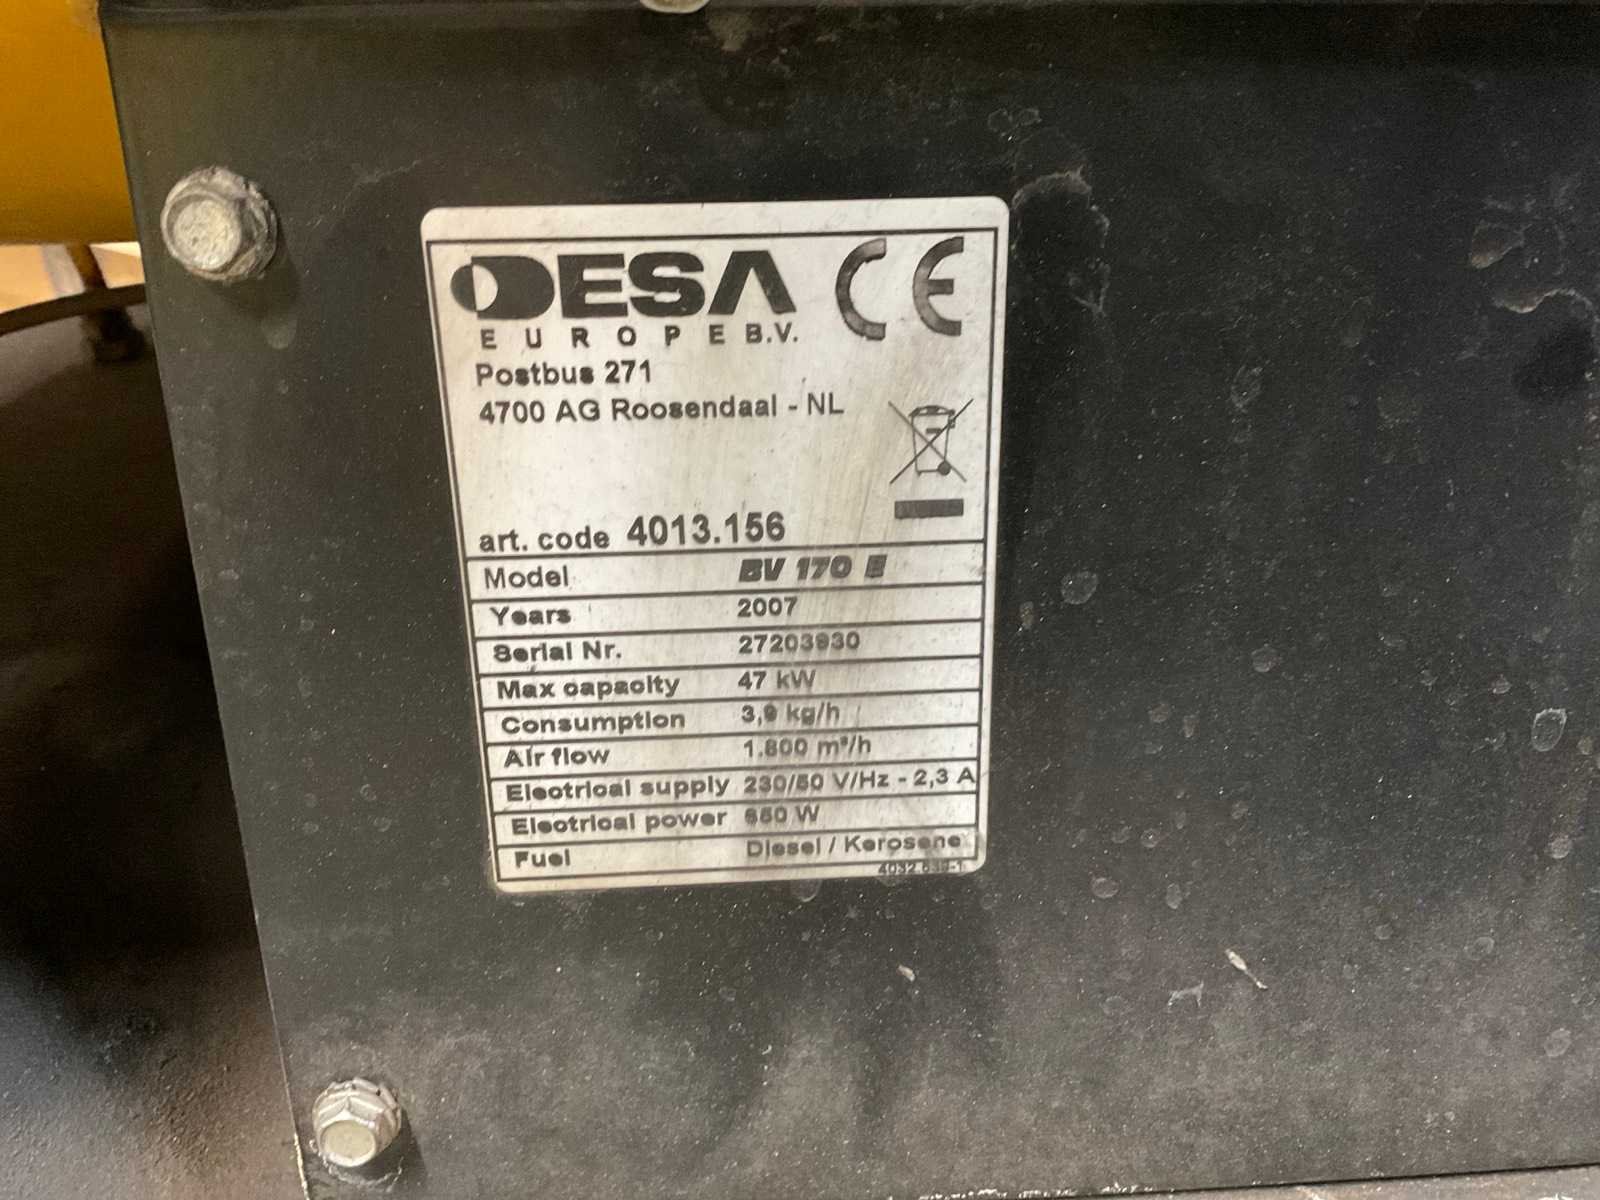 DESA CE
EUROPE B.V.
Postbus 271
4700 AG Roosendaal - NL
art. code 4013.156
Model BV 170 E
Years 2007
Serial Nr.
Max capacity 47 kW
Consumption 3,9 kg/h
Air flow 1.800 m³/h
Electrical supply 230/50 V/Hz - 2,3 A
Electrical power W
Fuel Diesel / Kerosene